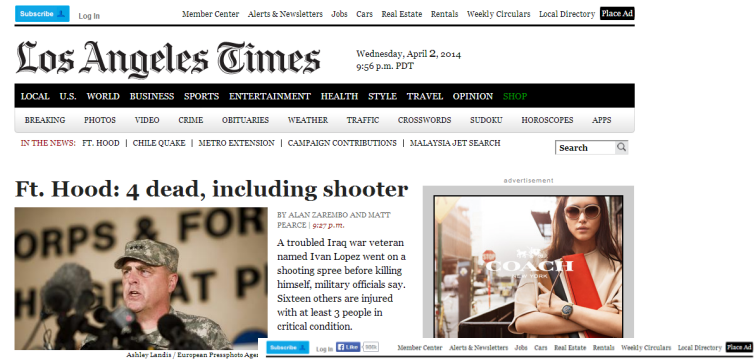 Subscribe Log In Member Center Alerts & Newsletters Jobs Cars Real Estate Rentals Weekly Circulars Local Directory Place Ad
Los Angeles Times
Wednesday, April 2, 2014
9:56 p.m. PDT
LOCAL U.S. WORLD BUSINESS SPORTS ENTERTAINMENT HEALTH STYLE TRAVEL OPINION SHOP
BREAKING PHOTOS VIDEO CRIME OBITUARIES WEATHER TRAFFIC CROSSWORDS SUDOKU HOROSCOPES APPS
IN THE NEWS: FT. HOOD | CHILE QUAKE | METRO EXTENSION | CAMPAIGN CONTRIBUTIONS | MALAYSIA JET SEARCH
Search
advertisement
Ft. Hood: 4 dead, including shooter
ORPS & FOR
OSPITAL
BY ALAN ZAREMBO AND MATT
PEARCE | 9:27 p.m.
A troubled Iraq war veteran
named Ivan Lopez went on a
shooting spree before killing
himself, military officials say.
Sixteen others are injured
with at least 3 people in
critical condition.
COACH
NEW YORK
Ashley Landis / European Pressphoto Agen
Subscribe Log In Like Member Center Alerts & Newsletters Jobs Cars Real Estate Rentals Weekly Circulars Local Directory Place Ad